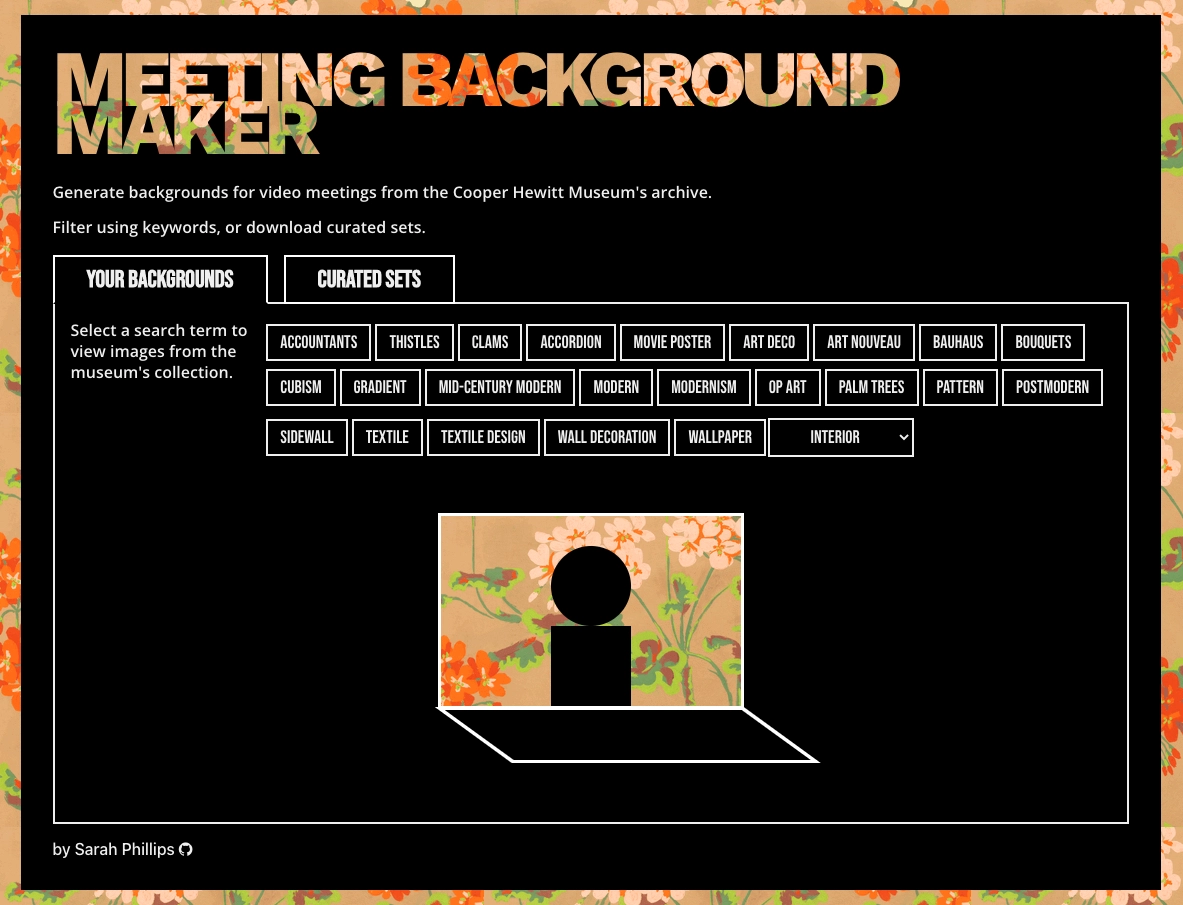 MEETING BACKGROUND
MAKER
Generate backgrounds for video meetings from the Cooper Hewitt Museum's archive.
Filter using keywords, or download curated sets.
YOUR BACKGROUNDS CURATED SETS
Select a search term to
view images from the
museum's collection.
ACCOUNTANTS THISTLES CLAMS ACCORDION MOVIE POSTER ART DECO ART NOUVEAU BAUHAUS BOUQUETS
CUBISM GRADIENT MID-CENTURY MODERN MODERN MODERNISM OP ART PALM TREES PATTERN POSTMODERN
SIDEWALL TEXTILE TEXTILE DESIGN WALL DECORATION WALLPAPER INTERIOR
by Sarah Phillips